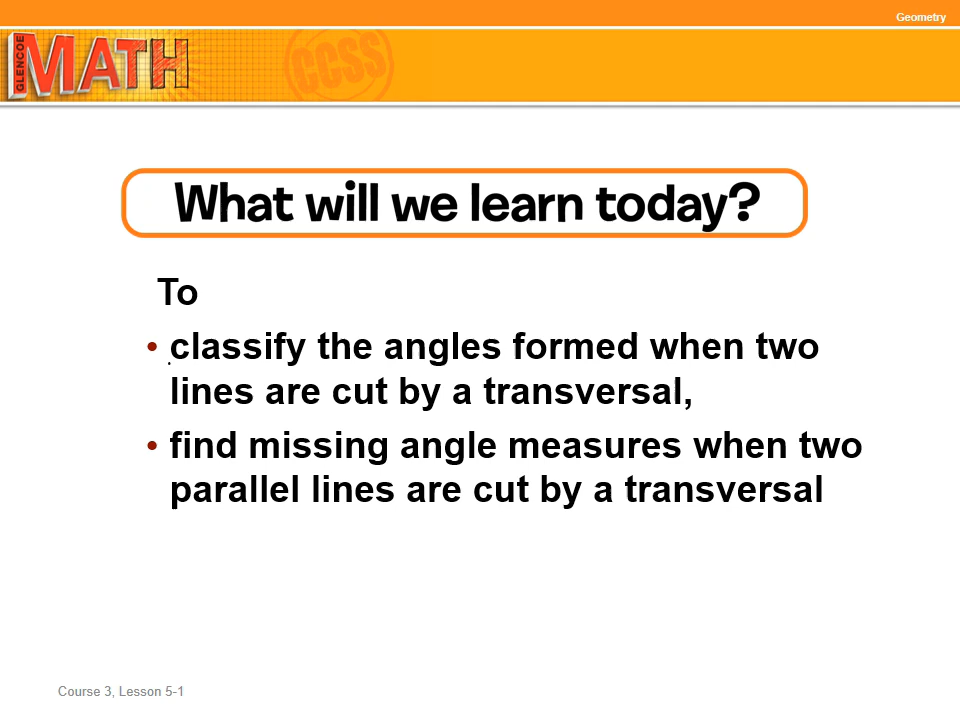 Geometry
GLENCOE
MATH
CCSS
What will we learn today?
To
• classify the angles formed when two
lines are cut by a transversal,
• find missing angle measures when two
parallel lines are cut by a transversal
Course 3, Lesson 5-1